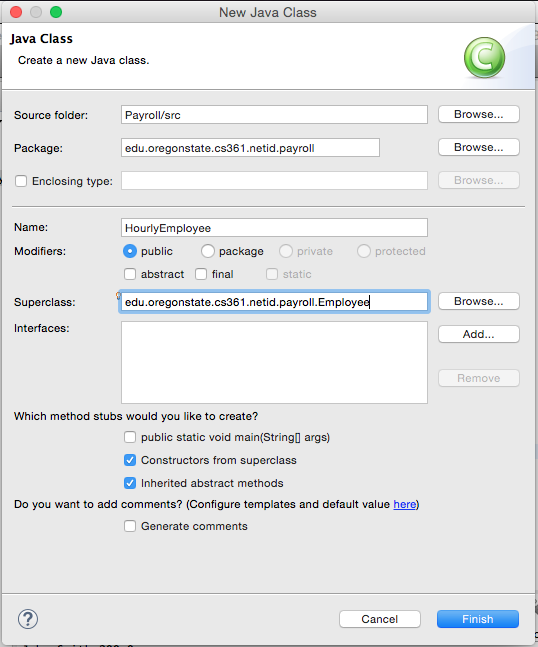 New Java Class
Java Class
Create a new Java class.
Source folder: Payroll/src Browse...
Package: edu.oregonstate.cs361.netid.payroll Browse...
Enclosing type: Browse...
Name: HourlyEmployee
Modifiers: public package private protected
abstract final static
Superclass: edu.oregonstate.cs361.netid.payroll.Employee Browse...
Interfaces: Add...
Remove
Which method stubs would you like to create?
public static void main(String[] args)
Constructors from superclass
Inherited abstract methods
Do you want to add comments? (Configure templates and default value here)
Generate comments
? Cancel Finish